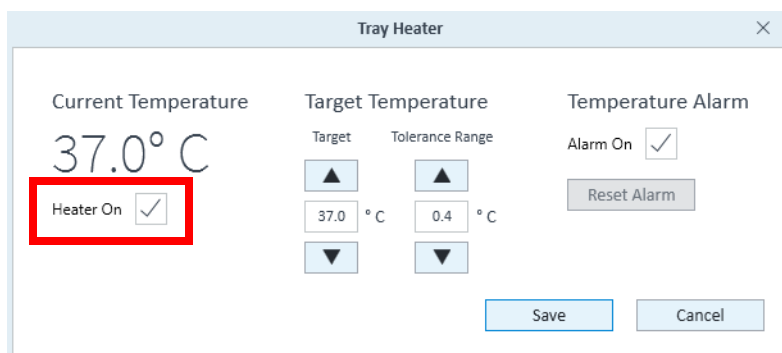 Tray Heater
Current Temperature
37.0° C
Heater On
Target Temperature
Target Tolerance Range
37.0 ° C 0.4 ° C
Temperature Alarm
Alarm On
Reset Alarm
Save Cancel